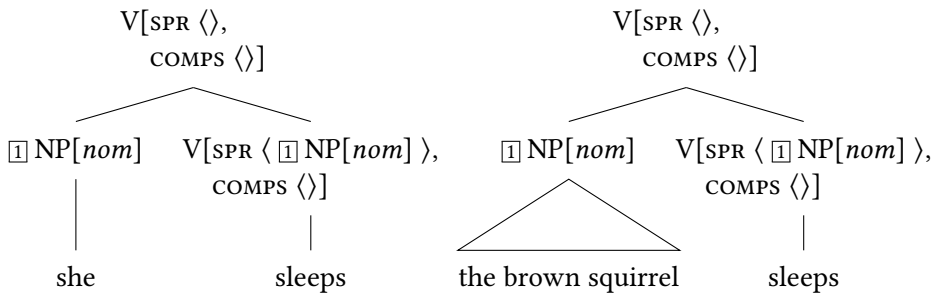 V[SPR ⟨⟩, V[SPR ⟨⟩,
COMPS ⟨⟩] COMPS ⟨⟩]
1 NP[nom] V[SPR ⟨ 1 NP[nom] ⟩, 1 NP[nom] V[SPR ⟨ 1 NP[nom] ⟩,
COMPS ⟨⟩] COMPS ⟨⟩]
she sleeps the brown squirrel sleeps